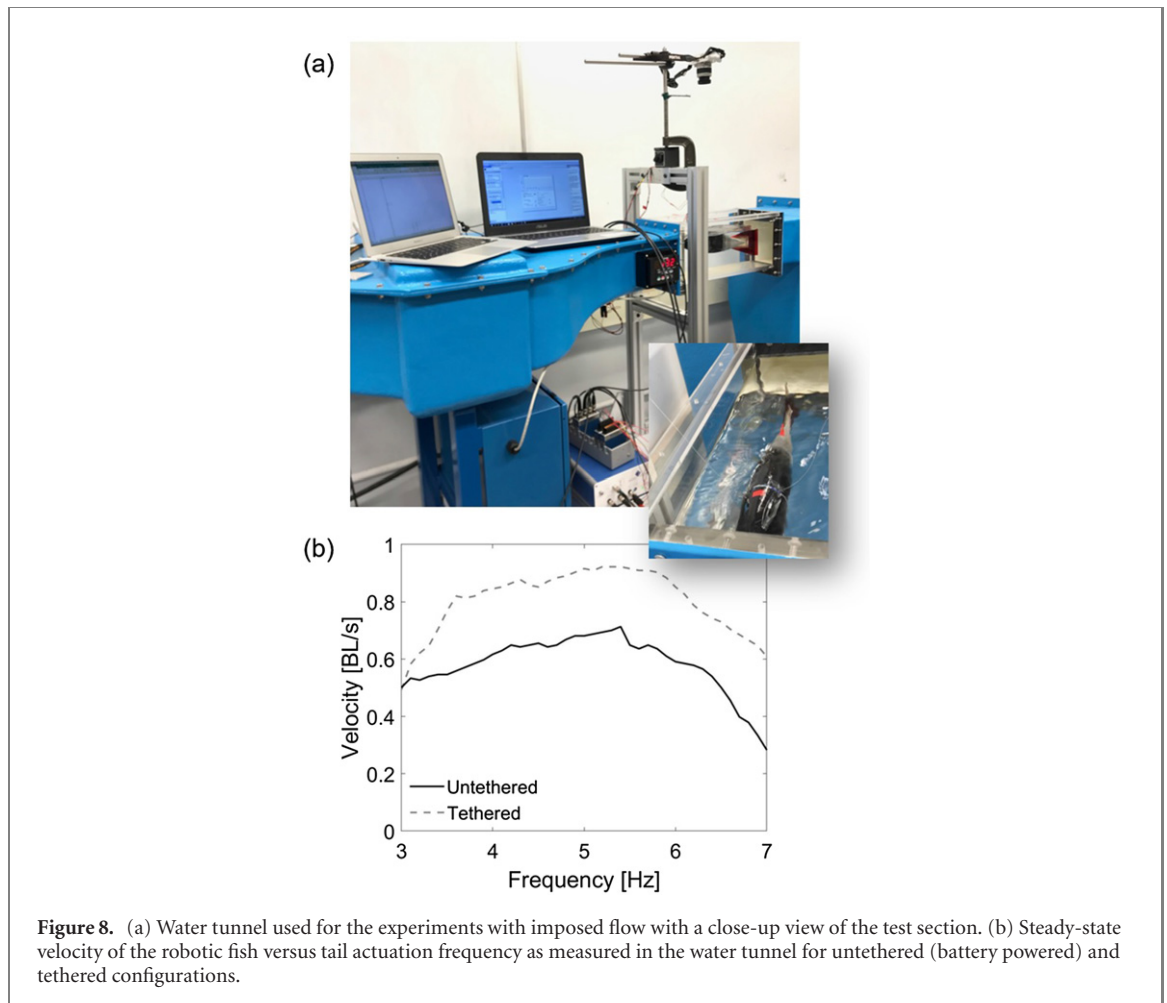 (a)
(b)
1
0.8
0.6
0.4
0.2
0
Velocity [BL/s]
Untethered
Tethered
3 4 5 6 7
Frequency [Hz]
Figure 8. (a) Water tunnel used for the experiments with imposed flow with a close-up view of the test section. (b) Steady-state
velocity of the robotic fish versus tail actuation frequency as measured in the water tunnel for untethered (battery powered) and
tethered configurations.